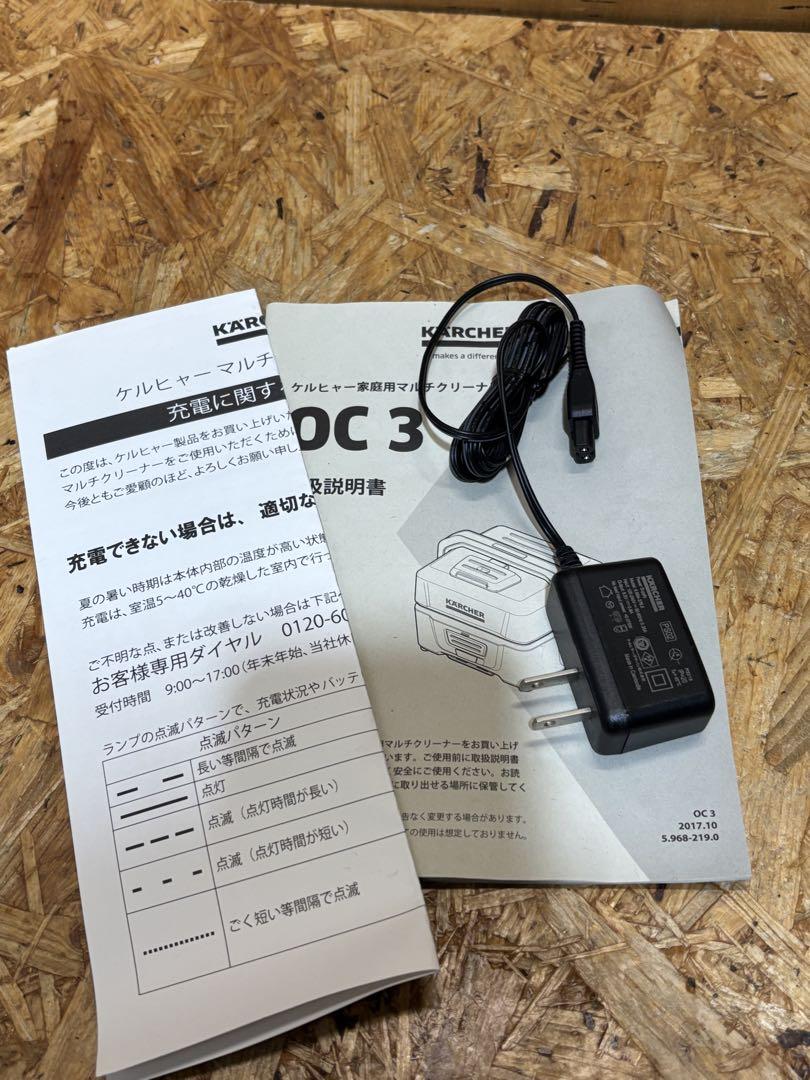 KÄRC
ケルヒャー マルチ
充電に関す
この度は、ケルヒャー製品をお買い上げい
マルチクリーナーをご使用いただくために
今後ともご愛顧のほど、よろしくお願い申し
充電できない場合は、適切な
夏の暑い時期は本体内部の温度が高い状態
充電は、室温5～40℃の乾燥した室内で行
ご不明な点、または改善しない場合は下記
お客様専用ダイヤル 0120-60
受付時間 9:00～17:00（年末年始、当社休
ランプの点滅パターンで、充電状況やバッテ
点滅パターン
長い等間隔で点滅
点灯
点滅（点灯時間が長い）
点滅（点灯時間が短い）
ごく短い等間隔で点滅
KÄRCHER
makes a differe
ケルヒャー家庭用マルチクリーナ
OC 3
扱説明書
KÄRCHER
マルチクリーナーをお買い上げ
います。ご使用前に取扱説明書
安全にご使用ください。お読
に取り出せる場所に保管してく
告なく変更する場合があります。
の使用は想定しておりません。
OC 3
2017.10
5.968-219.0
KÄRCHER